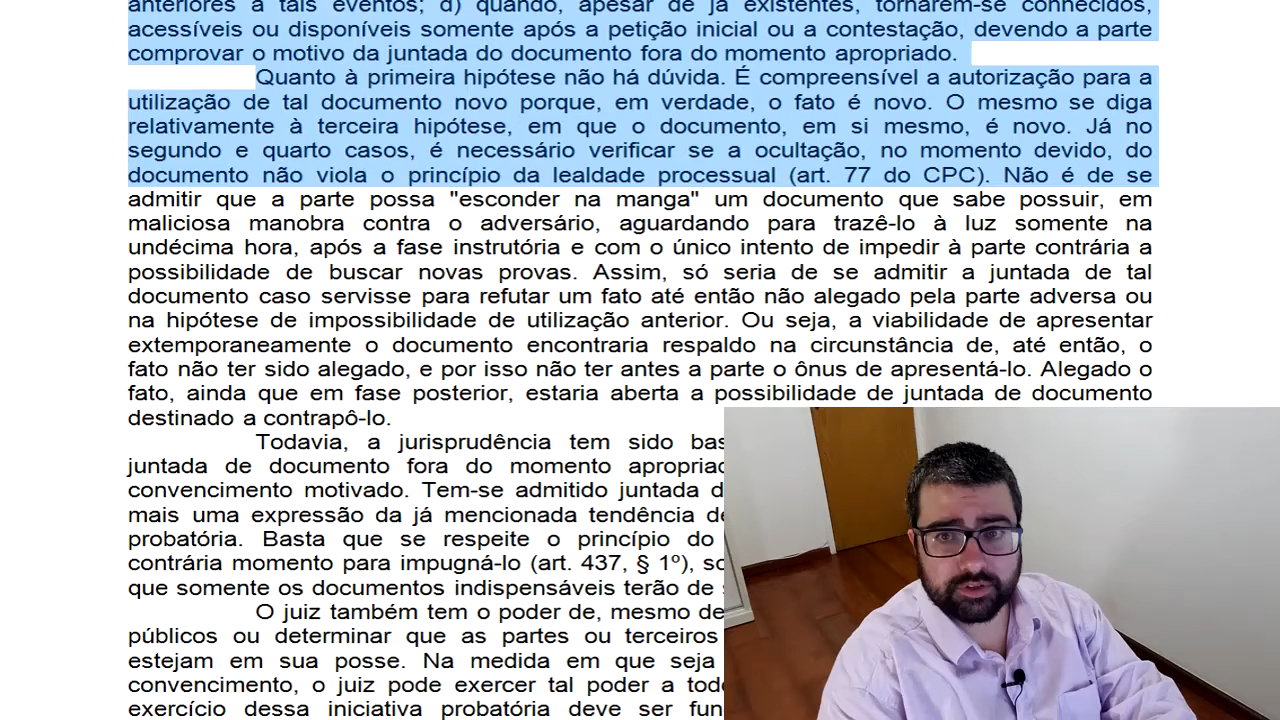 anteriores a tais eventos; d) quando, apesar de já existentes, tornarem-se conhecidos,
acessíveis ou disponíveis somente após a petição inicial ou a contestação, devendo a parte
comprovar o motivo da juntada do documento fora do momento apropriado.
Quanto à primeira hipótese não há dúvida. É compreensível a autorização para a
utilização de tal documento novo porque, em verdade, o fato é novo. O mesmo se diga
relativamente à terceira hipótese, em que o documento, em si mesmo, é novo. Já no
segundo e quarto casos, é necessário verificar se a ocultação, no momento devido, do
documento não viola o princípio da lealdade processual (art. 77 do CPC). Não é de se
admitir que a parte possa "esconder na manga" um documento que sabe possuir, em
maliciosa manobra contra o adversário, aguardando para trazê-lo à luz somente na
undécima hora, após a fase instrutória e com o único intento de impedir à parte contrária a
possibilidade de buscar novas provas. Assim, só seria de se admitir a juntada de tal
documento caso servisse para refutar um fato até então não alegado pela parte adversa ou
na hipótese de impossibilidade de utilização anterior. Ou seja, a viabilidade de apresentar
extemporaneamente o documento encontraria respaldo na circunstância de, até então, o
fato não ter sido alegado, e por isso não ter antes a parte o ônus de apresentá-lo. Alegado o
fato, ainda que em fase posterior, estaria aberta a possibilidade de juntada de documento
destinado a contrapô-lo.
Todavia, a jurisprudência tem sido bas
juntada de documento fora do momento apropriad
convencimento motivado. Tem-se admitido juntada d
mais uma expressão da já mencionada tendência de
probatória. Basta que se respeite o princípio do
contrária momento para impugná-lo (art. 437, § 1º), so
que somente os documentos indispensáveis terão de
O juiz também tem o poder de, mesmo de
públicos ou determinar que as partes ou terceiros
estejam em sua posse. Na medida em que seja
convencimento, o juiz pode exercer tal poder a tod
exercício dessa iniciativa probatória deve ser fun